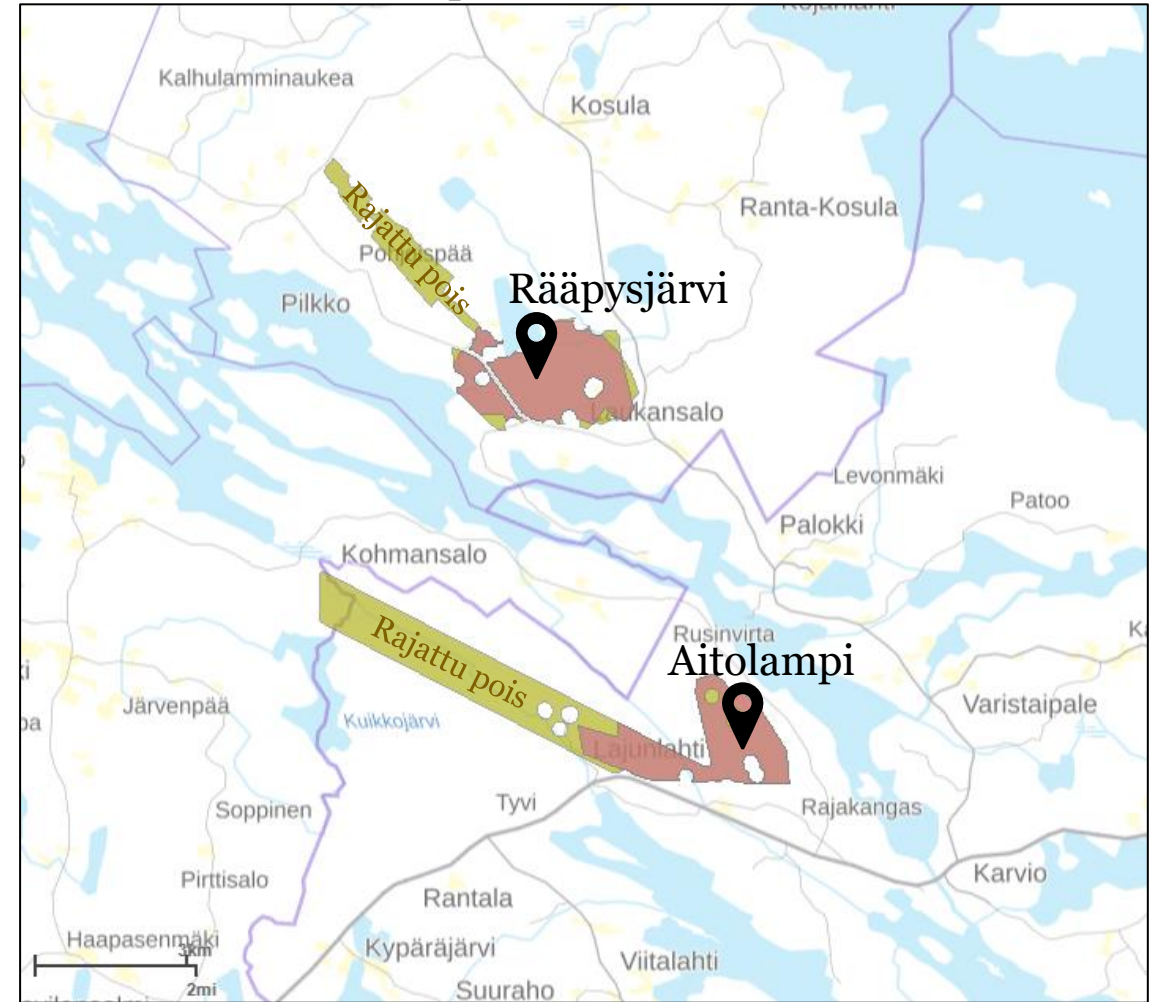 Kalhulamminaukea
Kosula
Ranta-Kosula
Rajattu pois
Pilkko
Rääpysjärvi
Laukansalo
Levonmäki
Patoo
Palokki
Kohmansalo
Rusinvirta
Aitolampi
Rajattu pois
Järvenpää
Kuikkojärvi
Varistaipale
Lajunlahti
Soppinen
Tyvi
Rajakangas
Pirttisalo
Karvio
Rantala
Haapasenmäki
Kypäräjärvi
Viitalahti
Suuraho
3km
2mi